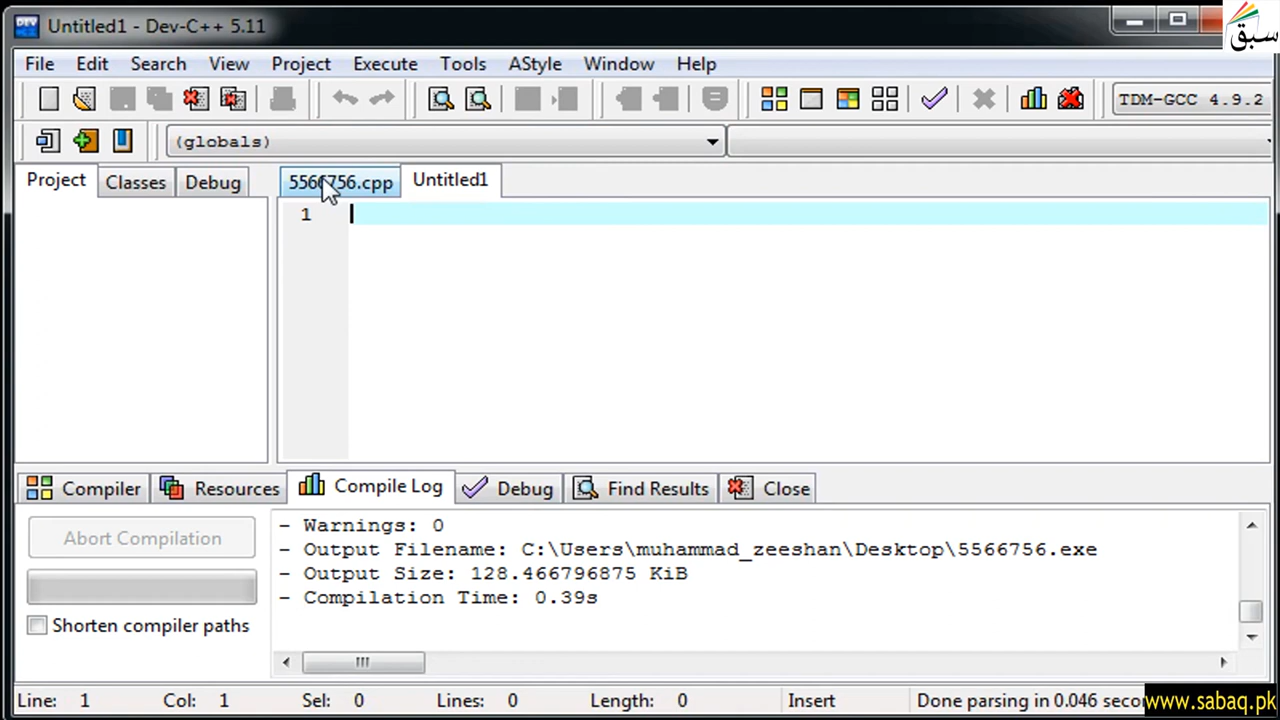 Untitled1 - Dev-C++ 5.11
سبق
File Edit Search View Project Execute Tools AStyle Window Help
TDM-GCC 4.9.2
(globals)
Project Classes Debug 5566756.cpp Untitled1
1
Compiler Resources Compile Log Debug Find Results Close
Abort Compilation
- Warnings: 0
- Output Filename: C:\Users\muhammad_zeeshan\Desktop\5566756.exe
- Output Size: 128.466796875 KiB
- Compilation Time: 0.39s
Shorten compiler paths
Line: 1 Col: 1 Sel: 0 Lines: 0 Length: 0 Insert Done parsing in 0.046 seco
www.sabaq.pk